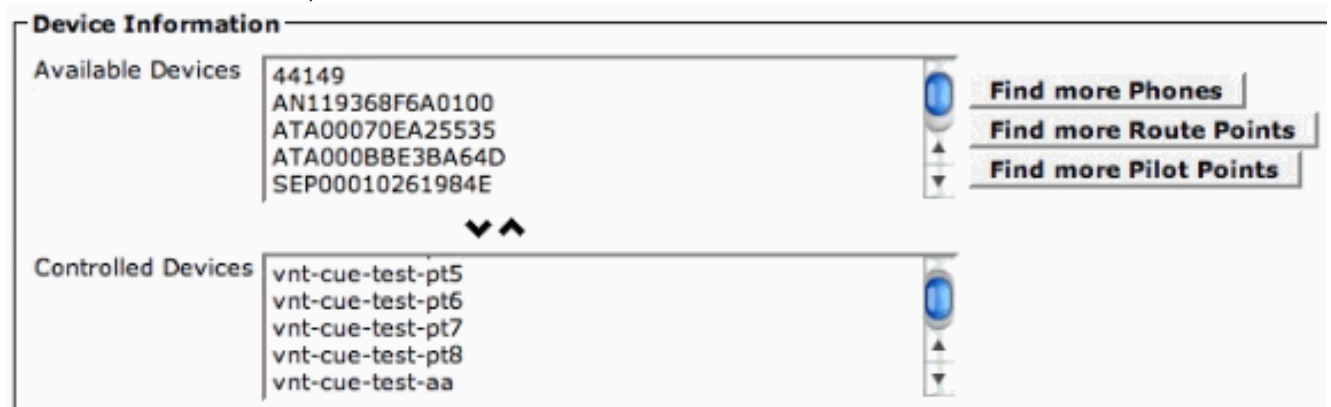 Device Information
Available Devices
44149
AN119368F6A0100
ATA00070EA25535
ATA000BBE3BA64D
SEP00010261984E
Find more Phones
Find more Route Points
Find more Pilot Points
Controlled Devices
vnt-cue-test-pt5
vnt-cue-test-pt6
vnt-cue-test-pt7
vnt-cue-test-pt8
vnt-cue-test-aa